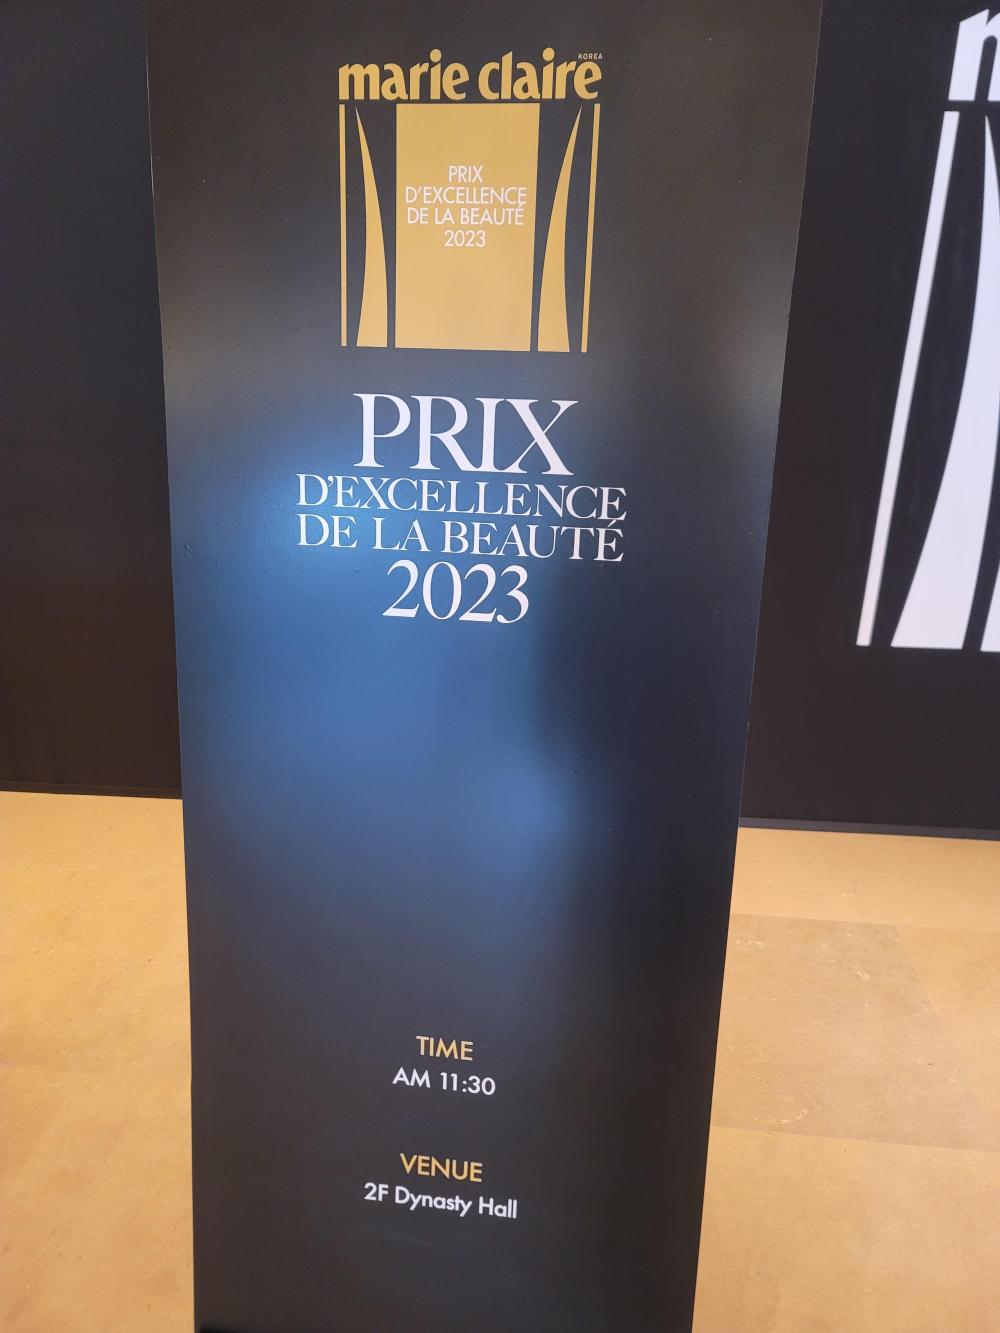 marie claire
KOREA
PRIX
D'EXCELLENCE
DE LA BEAUTÉ
2023
PRIX
D'EXCELLENCE
DE LA BEAUTÉ
2023
TIME
AM 11:30
VENUE
2F Dynasty Hall